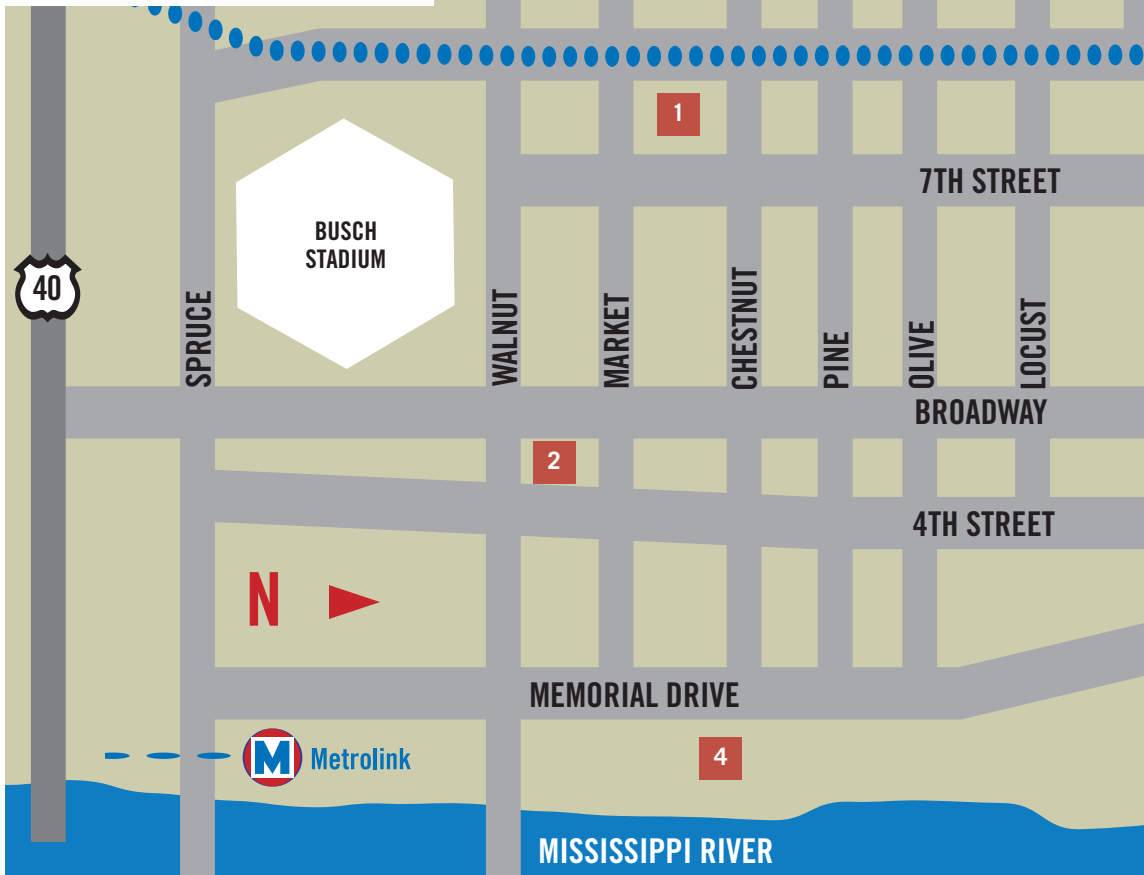 1
7TH STREET
BUSCH
STADIUM
40
SPRUCE
WALNUT
MARKET
CHESTNUT
PINE
OLIVE
LOCUST
BROADWAY
2
4TH STREET
N
MEMORIAL DRIVE
M Metrolink
4
MISSISSIPPI RIVER